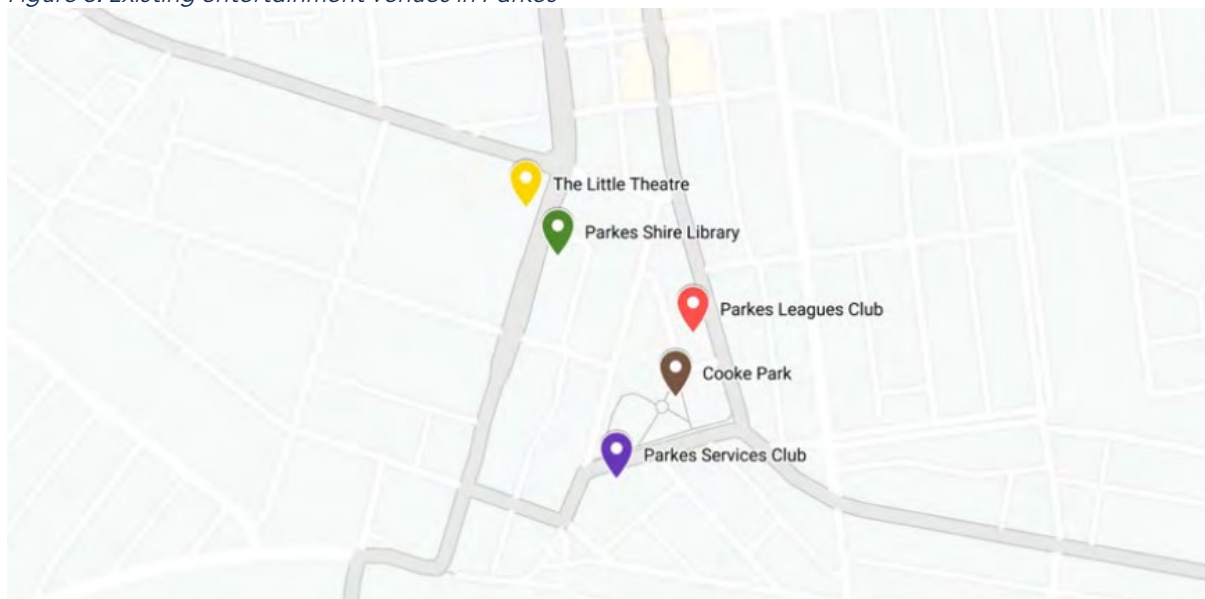 Figure 3: Existing entertainment venues in Parkes
The Little Theatre
Parkes Shire Library
Parkes Leagues Club
Cooke Park
Parkes Services Club